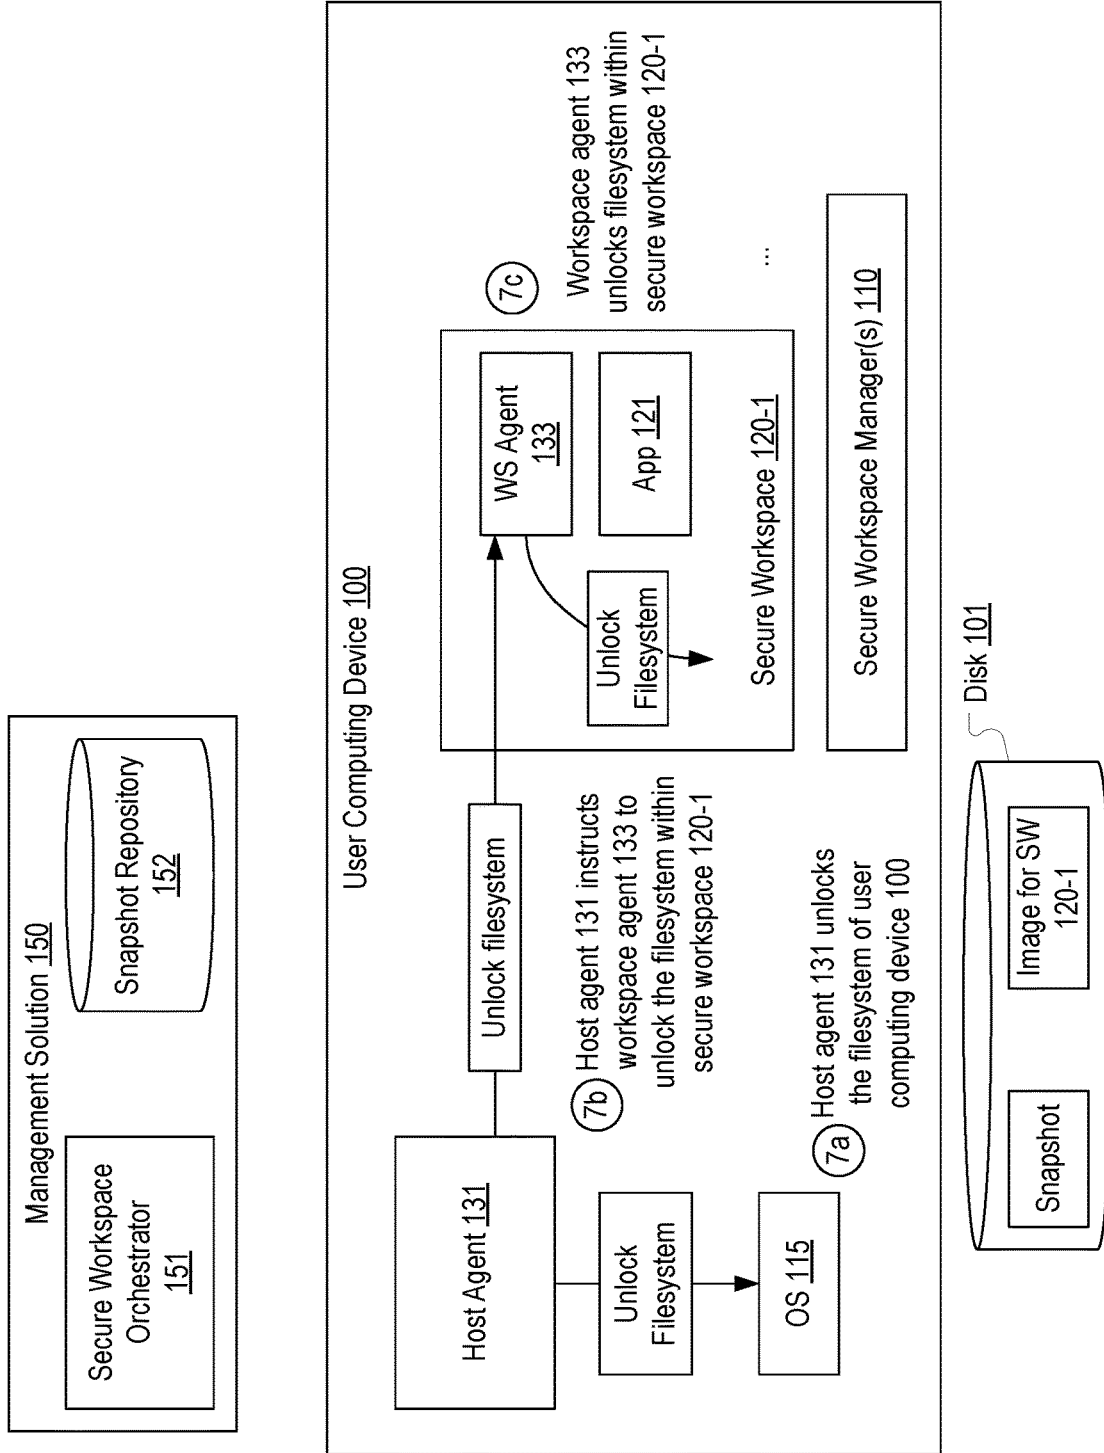 Management Solution 150
Secure Workspace
Orchestrator
151
Snapshot Repository
152
User Computing Device 100
Host Agent 131
Unlock filesystem
WS Agent
133
7c
Workspace agent 133
unlocks filesystem within
secure workspace 120-1
7b
Host agent 131 instructs
workspace agent 133 to
unlock the filesystem within
secure workspace 120-1
Unlock
Filesystem
App 121
Secure Workspace 120-1
...
Unlock
Filesystem
OS 115
7a
Host agent 131 unlocks
the filesystem of user
computing device 100
Secure Workspace Manager(s) 110
Disk 101
Snapshot
Image for SW
120-1